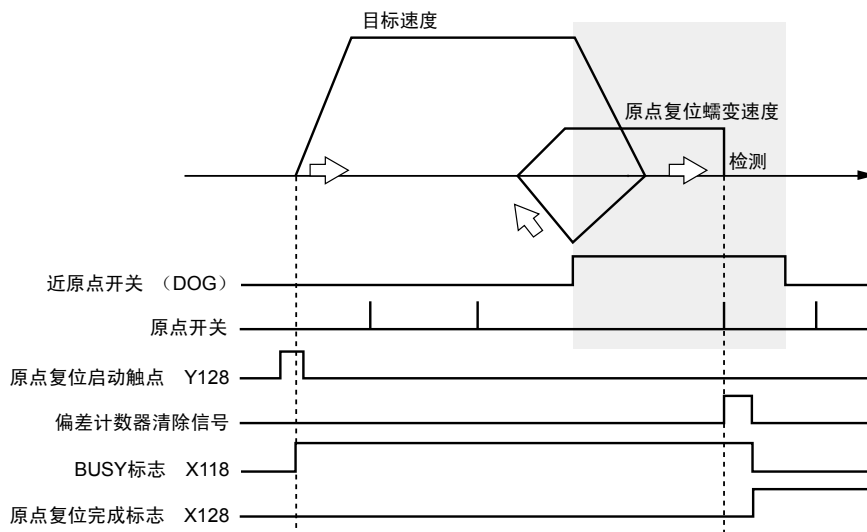 目标速度
原点复位蠕变速度
检测
近原点开关 （DOG）
原点开关
原点复位启动触点 Y128
偏差计数器清除信号
BUSY标志 X118
原点复位完成标志 X128